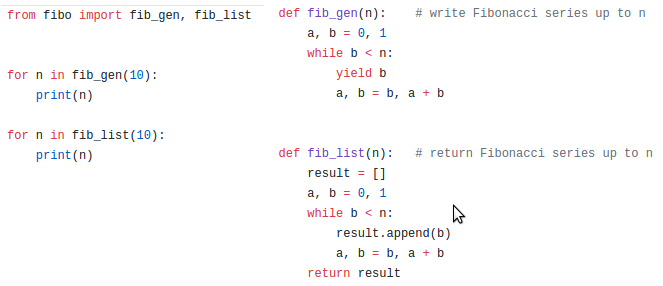 from fibo import fib_gen, fib_list
for n in fib_gen(10):
    print(n)
for n in fib_list(10):
    print(n)
def fib_gen(n):    # write Fibonacci series up to n
    a, b = 0, 1
    while b < n:
        yield b
        a, b = b, a + b
def fib_list(n):   # return Fibonacci series up to n
    result = []
    a, b = 0, 1
    while b < n:
        result.append(b)
        a, b = b, a + b
    return result